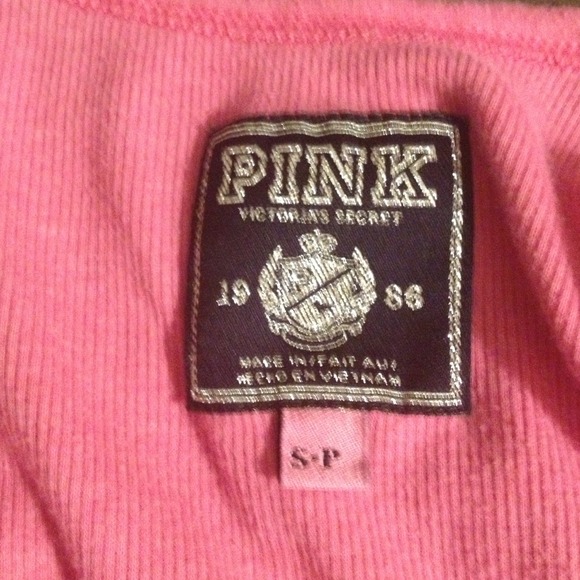 PINK
VICTORIA'S SECRET
19 86
MADE IN/FAIT AU/
HECHO EN VIETNAM
S-P